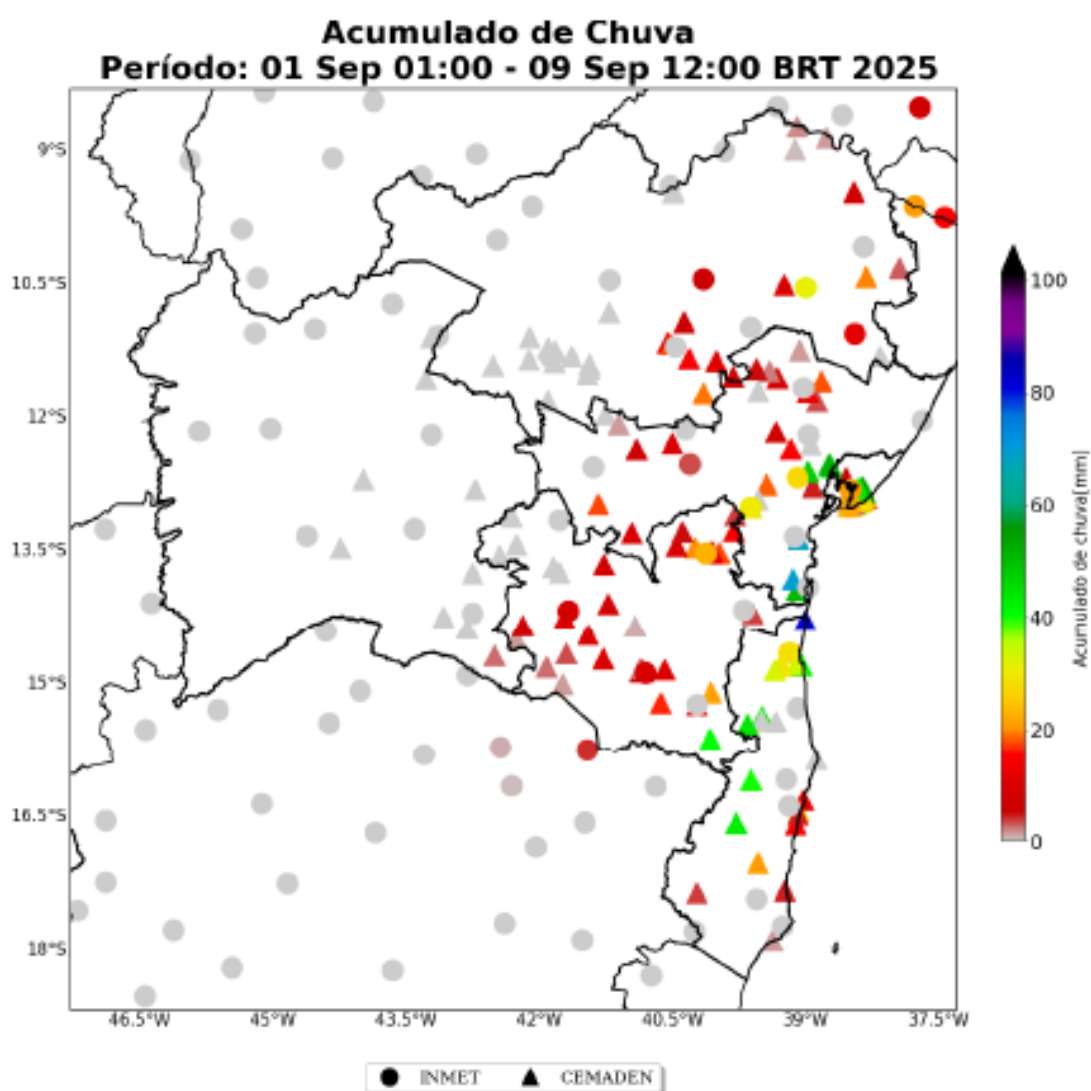 Acumulado de Chuva
Período: 01 Sep 01:00 - 09 Sep 12:00 BRT 2025
9°S
10.5°S
12°S
13.5°S
15°S
16.5°S
18°S
46.5°W 45°W 43.5°W 42°W 40.5°W 39°W 37.5°W
100
80
60
40
20
0
Acumulado de chuva[mm]
INMET CEMADEN